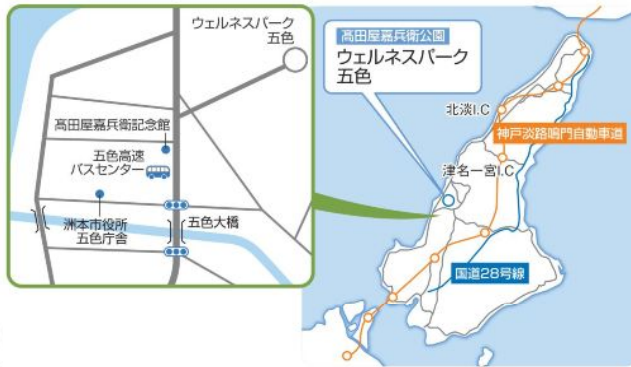 ウェルネスパーク
五色
髙田屋嘉兵衛記念館
五色高速
バスセンター
洲本市役所
五色庁舎
五色大橋
髙田屋嘉兵衛公園
ウェルネスパーク
五色
北淡I.C
神戸淡路鳴門自動車道
津名一宮I.C
国道28号線